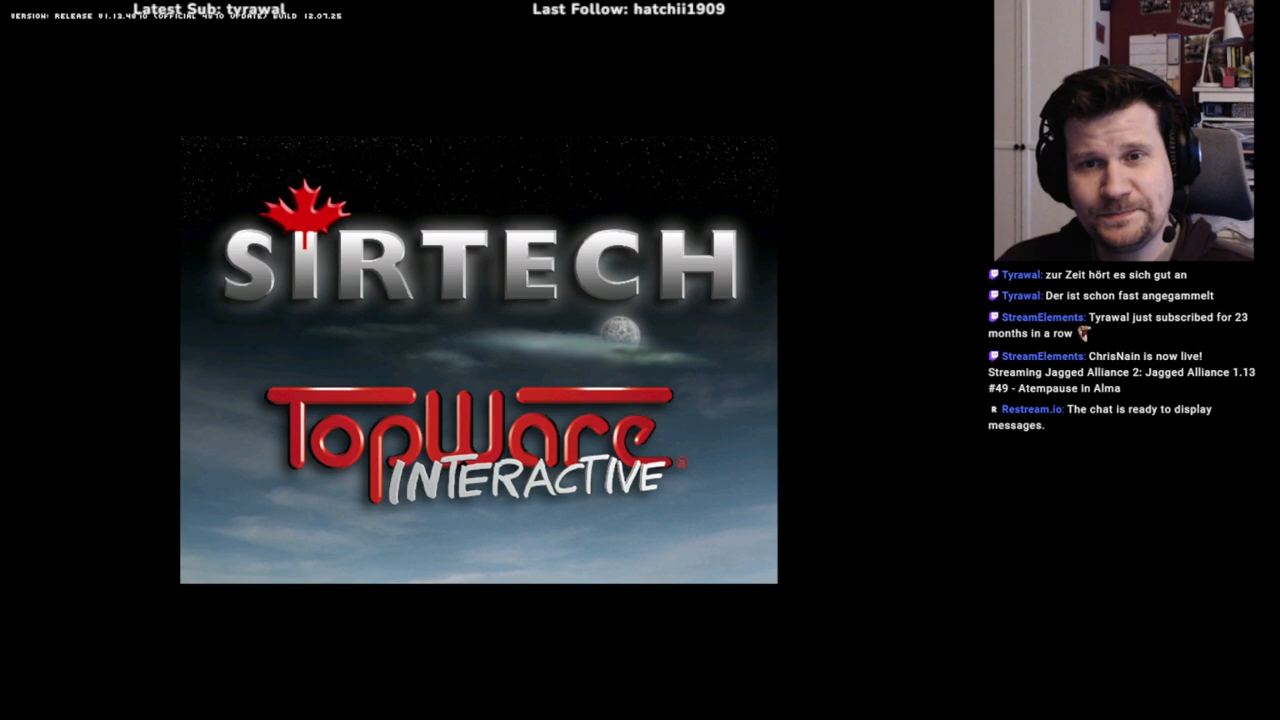 Latest Sub: tyrawal
Last Follow: hatchii1909
SIRTECH
TopWare
INTERACTIVE
Tyrawal: zur Zeit hört es sich gut an
Tyrawal: Der ist schon fast angegammelt
StreamElements: Tyrawal just subscribed for 23
months in a row
StreamElements: ChrisNain is now live!
Streaming Jagged Alliance 2: Jagged Alliance 1.13
#49 - Atempause in Alma
R Restream.io: The chat is ready to display
messages.